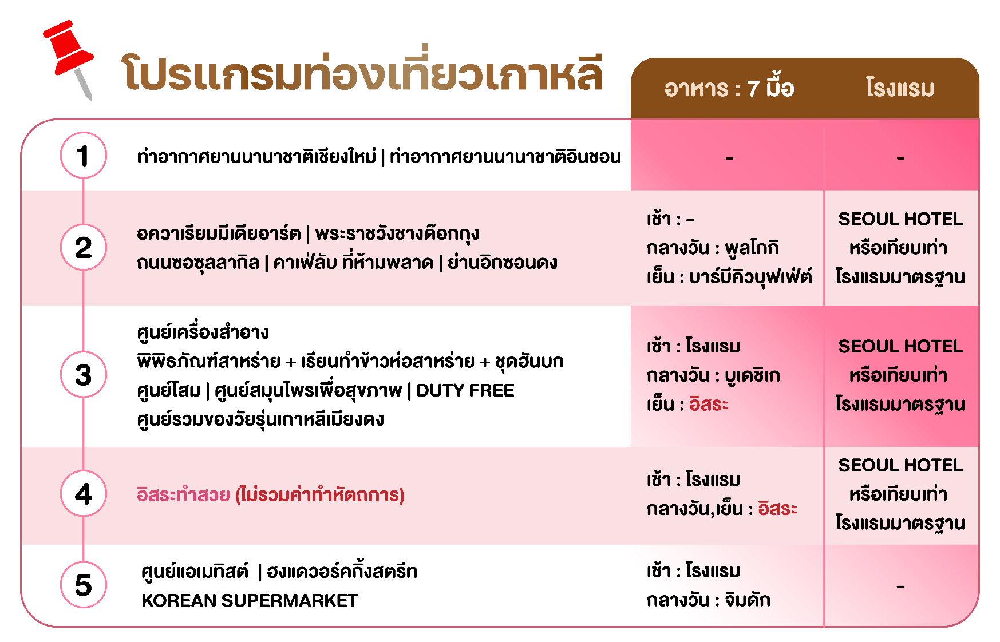 โปรแกรมท่องเที่ยวเกาหลี
อาหาร : 7 มื้อ
โรงแรม
1
ท่าอากาศยานนานาชาติเชียงใหม่ | ท่าอากาศยานนานาชาติอินชอน
-
-
2
อควาเรียมมีเดียอาร์ต | พระราชวังชางด๊อกกุง
ถนนซอซุลลากิล | คาเฟ่ลับ ที่ห้ามพลาด | ย่านอิกซอนดง
เช้า : -
กลางวัน : พูลโกกิ
เย็น : บาร์บีคิวบุฟเฟ่ต์
SEOUL HOTEL
หรือเทียบเท่า
โรงแรมมาตรฐาน
3
ศูนย์เครื่องสำอาง
พิพิธภัณฑ์สาหร่าย + เรียนทำข้าวห่อสาหร่าย + ชุดฮันบก
ศูนย์โสม | ศูนย์สมุนไพรเพื่อสุขภาพ | DUTY FREE
ศูนย์รวมของวัยรุ่นเกาหลีเมียงดง
เช้า : โรงแรม
กลางวัน : บูเดชิเก
เย็น : อิสระ
SEOUL HOTEL
หรือเทียบเท่า
โรงแรมมาตรฐาน
4
อิสระทำสวย (ไม่รวมค่าทำหัตถการ)
เช้า : โรงแรม
กลางวัน,เย็น : อิสระ
SEOUL HOTEL
หรือเทียบเท่า
โรงแรมมาตรฐาน
5
ศูนย์แอเมทิสต์ | ฮงแดวอร์คกิ้งสตรีท
KOREAN SUPERMARKET
เช้า : โรงแรม
กลางวัน : จิมดัก
-